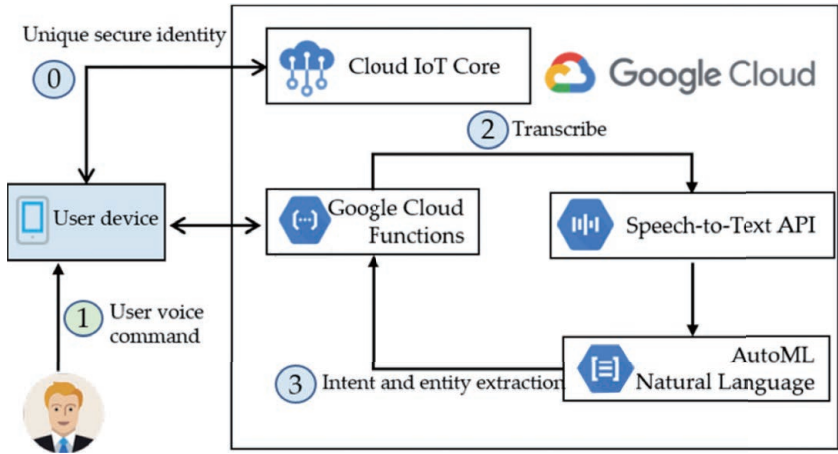 Unique secure identity
0
Cloud IoT Core
Google Cloud
2 Transcribe
User device
Google Cloud
Functions
Speech-to-Text API
1 User voice
command
AutoML
Natural Language
3 Intent and entity extraction